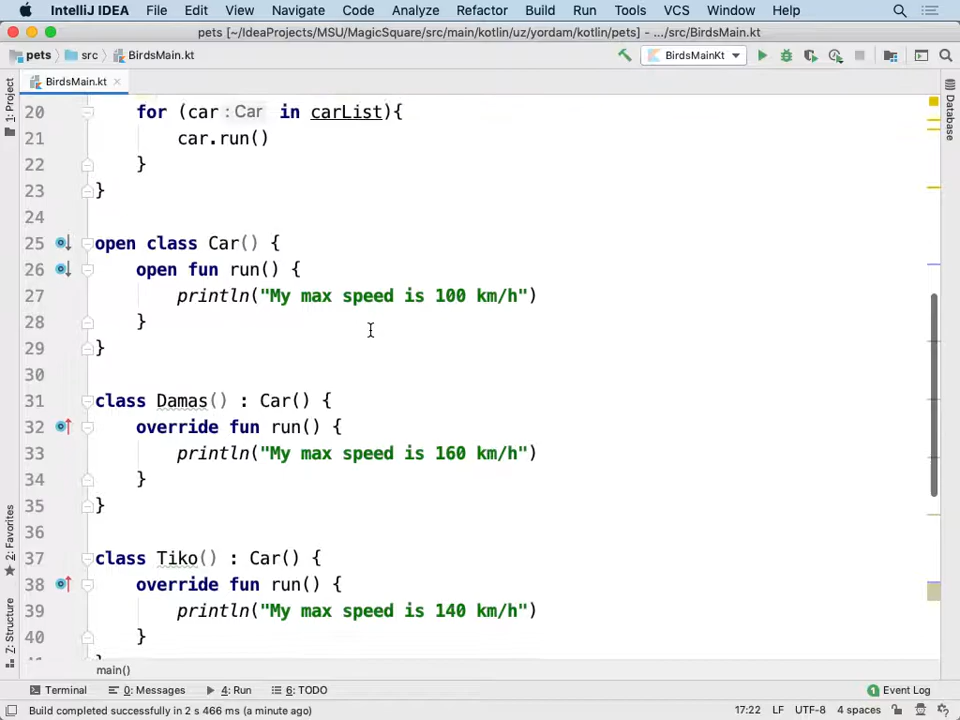 IntelliJ IDEA File Edit View Navigate Code Analyze Refactor Build Run Tools VCS Window Help
pets [~/IdeaProjects/MSU/MagicSquare/src/main/kotlin/uz/yordam/kotlin/pets] - .../src/BirdsMain.kt
pets src BirdsMain.kt BirdsMainKt
BirdsMain.kt
1: Project
Database
20 for (car : Car in carList){
21 car.run()
22 }
23 }
24
25 open class Car() {
26 open fun run() {
27 println("My max speed is 100 km/h")
28 }
29 }
30
31 class Damas() : Car() {
32 override fun run() {
33 println("My max speed is 160 km/h")
34 }
35 }
36
37 class Tiko() : Car() {
38 override fun run() {
39 println("My max speed is 140 km/h")
40 }
2: Favorites
7: Structure
main()
Terminal 0: Messages 4: Run 6: TODO 1 Event Log
Build completed successfully in 2 s 466 ms (a minute ago) 17:22 LF UTF-8 4 spaces